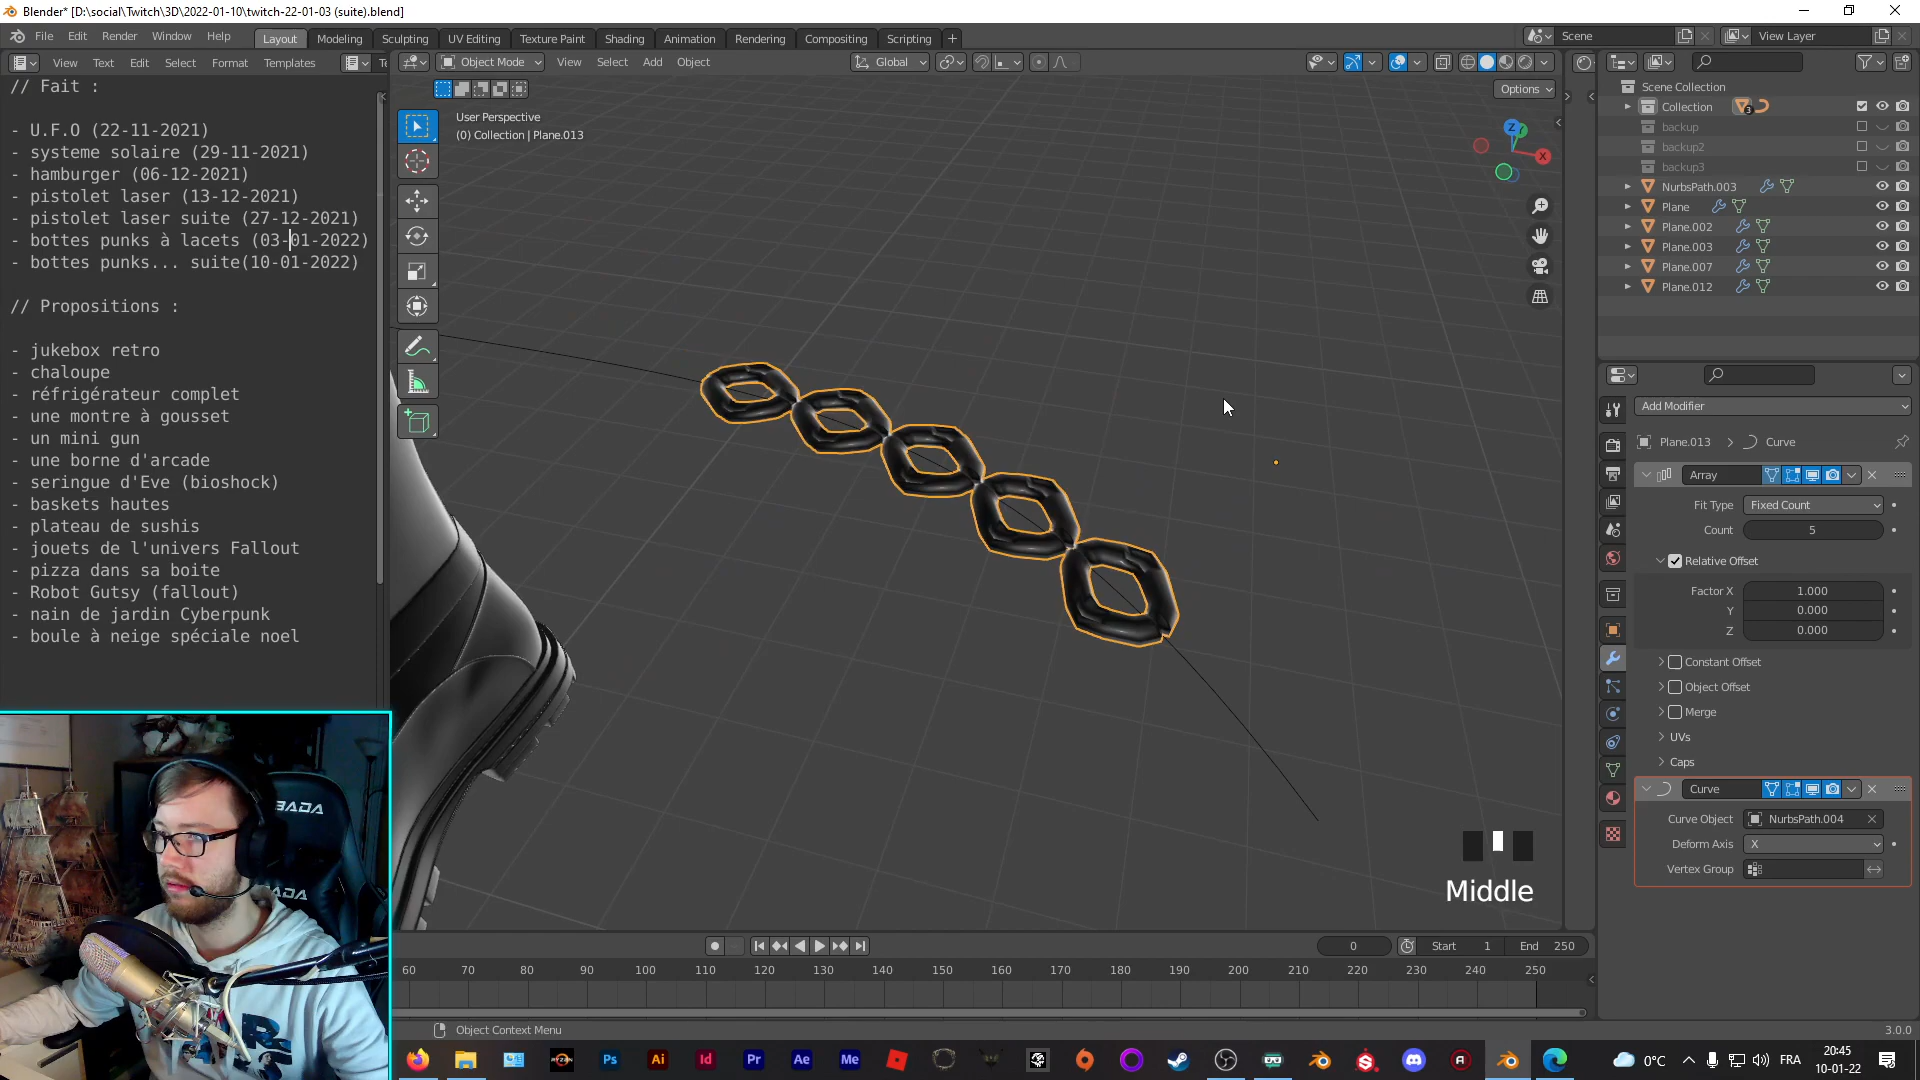 Blender* [D:\social\Twitch\3D\2022-01-10\twitch-22-01-03 (suite).blend]
File Edit Render Window Help Layout Modeling Sculpting UV Editing Texture Paint Shading Animation Rendering Compositing Scripting + Scene View Layer
View Text Edit Select Format Templates Te Object Mode View Select Add Object Global
Options
// Fait :
- U.F.O (22-11-2021)
- systeme solaire (29-11-2021)
- hamburger (06-12-2021)
- pistolet laser (13-12-2021)
- pistolet laser suite (27-12-2021)
- bottes punks à lacets (03-01-2022)
- bottes punks... suite(10-01-2022)
// Propositions :
- jukebox retro
- chaloupe
- réfrigérateur complet
- une montre à gousset
- un mini gun
- une borne d'arcade
- seringue d'Eve (bioshock)
- baskets hautes
- plateau de sushis
- jouets de l'univers Fallout
- pizza dans sa boite
- Robot Gutsy (fallout)
- nain de jardin Cyberpunk
- boule à neige spéciale noel
User Perspective
(0) Collection | Plane.013
Z
Y
X
Scene Collection
Collection 3
backup
backup2
backup3
NurbsPath.003
Plane
Plane.002
Plane.003
Plane.007
Plane.012
Add Modifier
Plane.013 > Curve
Array
Fit Type Fixed Count
Count 5
Relative Offset
Factor X 1.000
Y 0.000
Z 0.000
Constant Offset
Object Offset
Merge
UVs
Caps
Curve
Curve Object NurbsPath.004
Deform Axis X
Vertex Group
Middle
0 Start 1 End 250
60 70 80 90 100 110 120 130 140 150 160 170 180 190 200 210 220 230 240 250
Object Context Menu
3.0.0
RYZEN Ps Ai Id Pr Ae Me
0°C FRA 20:45
10-01-22